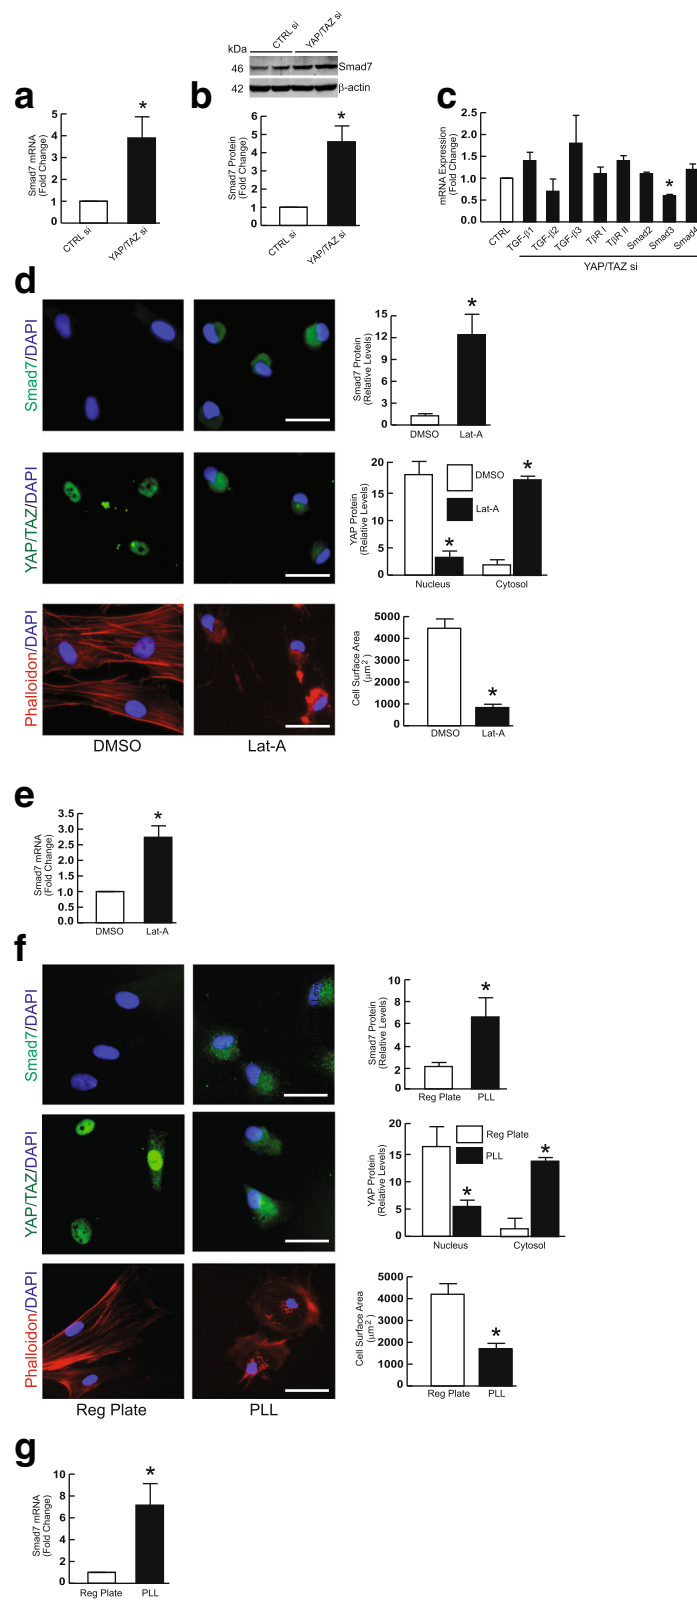 CTRL si
YAP/TAZ si
kDa
46
Smad7
42
β-actin
a
Smad7 mRNA
(Fold Change)
5
4
3
2
1
0
*
CTRL si
YAP/TAZ si
b
Smad7 Protein
(Fold Change)
6
5
4
3
2
1
0
*
CTRL si
YAP/TAZ si
c
mRNA Expression
(Fold Change)
2.5
2.0
1.5
1.0
0.5
0
*
CTRL
TGF-β1
TGF-β2
TGF-β3
TβR I
TβR II
Smad2
Smad3
Smad4
YAP/TAZ si
d
Smad7/DAPI
Smad7 Protein
(Relative Levels)
15
12
9
6
3
0
*
DMSO
Lat-A
YAP/TAZ/DAPI
YAP Protein
(Relative Levels)
20
15
10
5
0
DMSO
Lat-A
*
*
Nucleus
Cytosol
Phalloidon/DAPI
Cell Surface Area
(μm²)
5000
4000
3000
2000
1000
0
*
DMSO
Lat-A
DMSO
Lat-A
e
Smad7 mRNA
(Fold Change)
3.5
3.0
2.5
2.0
1.5
1.0
0.5
0.0
*
DMSO
Lat-A
f
Smad7/DAPI
Smad7 Protein
(Relative Levels)
10
8
6
4
2
0
*
Reg Plate
PLL
YAP/TAZ/DAPI
YAP Protein
(Relative Levels)
20
15
10
5
0
Reg Plate
PLL
*
*
Nucleus
Cytosol
Phalloidon/DAPI
Cell Surface Area
(μm²)
5000
4000
3000
2000
1000
0
*
Reg Plate
PLL
Reg Plate
PLL
g
Smad7 mRNA
(Fold Change)
10
8
6
4
2
0
*
Reg Plate
PLL